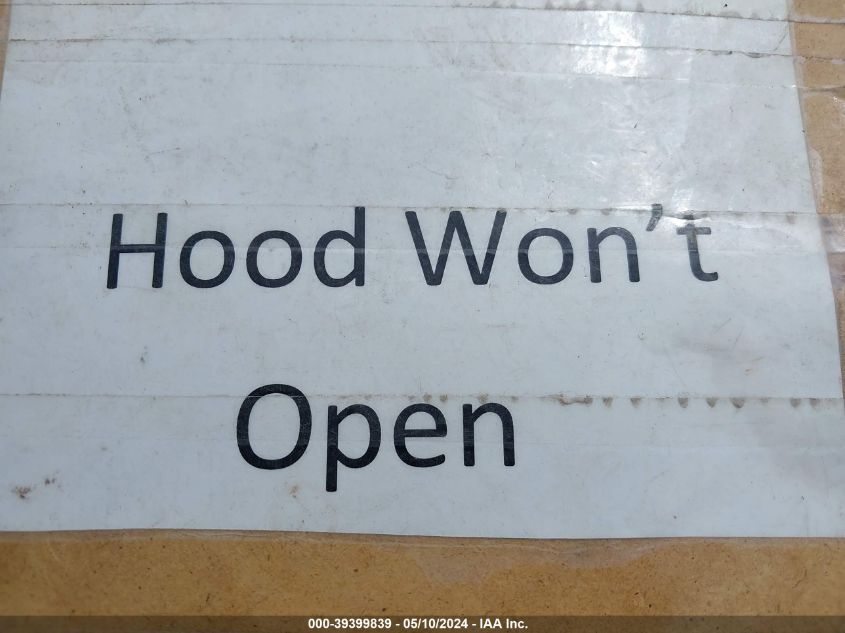 Hood Won’t
Open
000-39399839 - 05/10/2024 - IAA Inc.